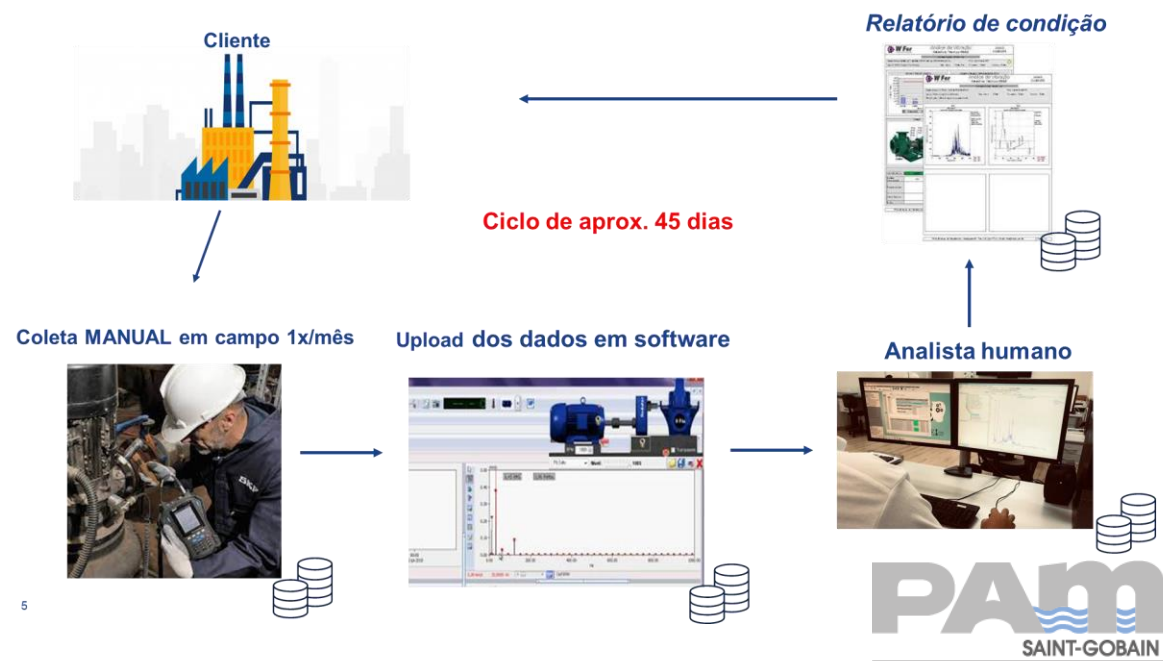 Relatório de condição
Cliente
Ciclo de aprox. 45 dias
Coleta MANUAL em campo 1x/mês
Upload dos dados em software
Analista humano
SKF
5
PAM
SAINT-GOBAIN